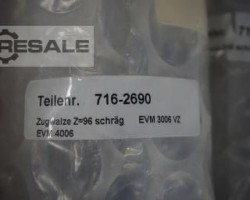 RESALE
Teilenr. 716-2690
Zugwalze Z=96 schräg EVM 3006 VZ
EVM 4006